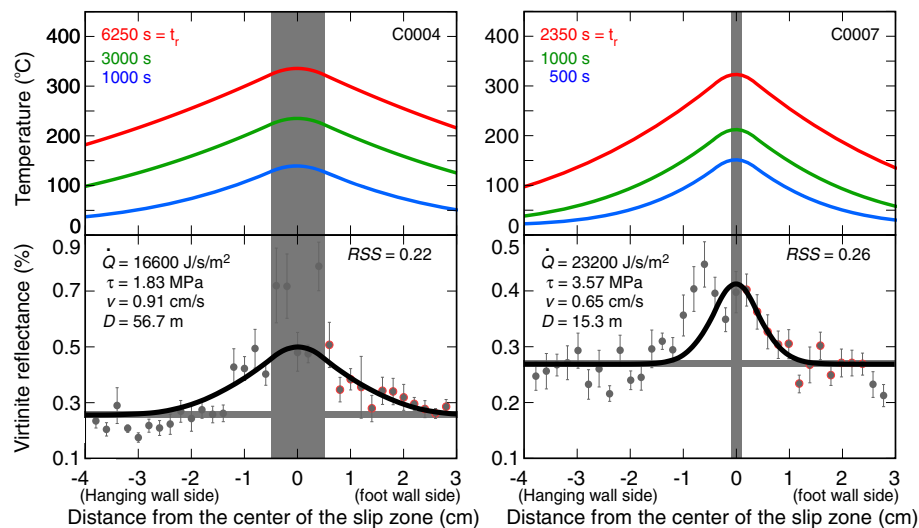 400
300
200
100
0
Temperature (°C)
6250 s = tr
3000 s
1000 s
C0004
400
300
200
100
0
2350 s = tr
1000 s
500 s
C0007
0.9
0.7
0.5
0.3
0.1
Virtinite reflectance (%)
Q̇ = 16600 J/s/m²
τ = 1.83 MPa
v = 0.91 cm/s
D = 56.7 m
RSS = 0.22
0.5
0.4
0.3
0.2
0.1
Q̇ = 23200 J/s/m²
τ = 3.57 MPa
v = 0.65 cm/s
D = 15.3 m
RSS = 0.26
-4 -3 -2 -1 0 1 2 3
(Hanging wall side) (foot wall side)
Distance from the center of the slip zone (cm)
-4 -3 -2 -1 0 1 2 3
(Hanging wall side) (foot wall side)
Distance from the center of the slip zone (cm)